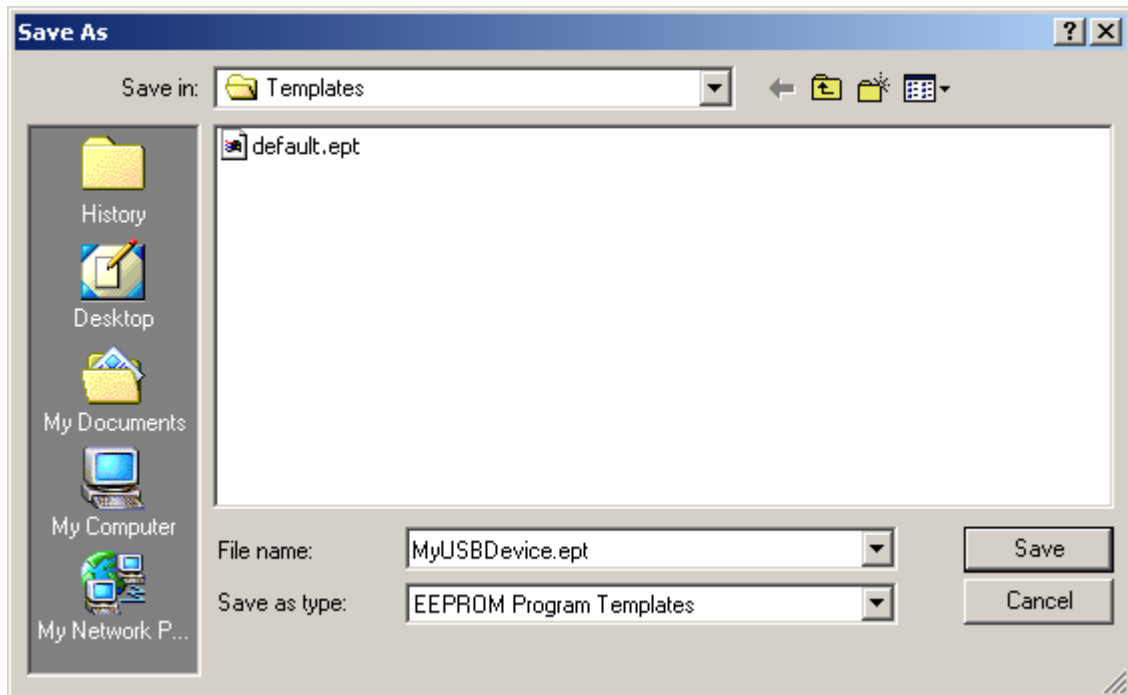 Save As
Save in:
Templates
default.ept
History
Desktop
My Documents
My Computer
My Network P...
File name:
MyUSBDevice.ept
Save
Save as type:
EEPROM Program Templates
Cancel